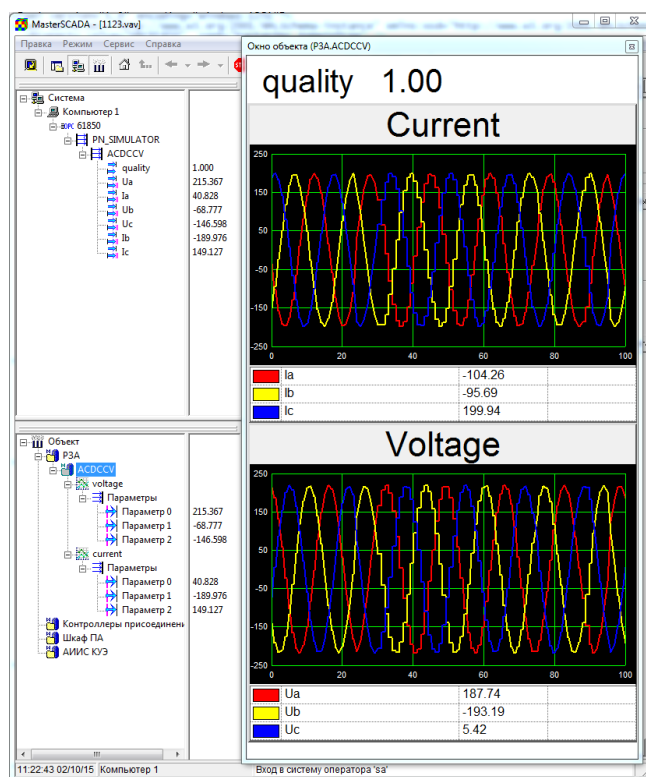 MasterSCADA - [1123.vav]
Правка Режим Сервис Справка
Система
Компьютер 1
61850
PN_SIMULATOR
ACDCCV
quality 1.000
Ua 215.367
Ia 40.828
Ub -68.777
Uc -146.598
Ib -189.976
Ic 149.127
Объект
РЗА
ACDCCV
voltage
Параметры
Параметр 0 215.367
Параметр 1 -68.777
Параметр 2 -146.598
current
Параметры
Параметр 0 40.828
Параметр 1 -189.976
Параметр 2 149.127
Контроллеры присоединени
Шкаф ПА
АИИС КУЭ
Окно объекта (РЗА.ACDCCV)
quality 1.00
Current
250
150
50
-50
-150
-250
0 20 40 60 80 100
Ia -104.26
Ib -95.69
Ic 199.94
Voltage
250
150
50
-50
-150
-250
0 20 40 60 80 100
Ua 187.74
Ub -193.19
Uc 5.42
11:22:43 02/10/15 Компьютер 1 Вход в систему оператора 'sa'